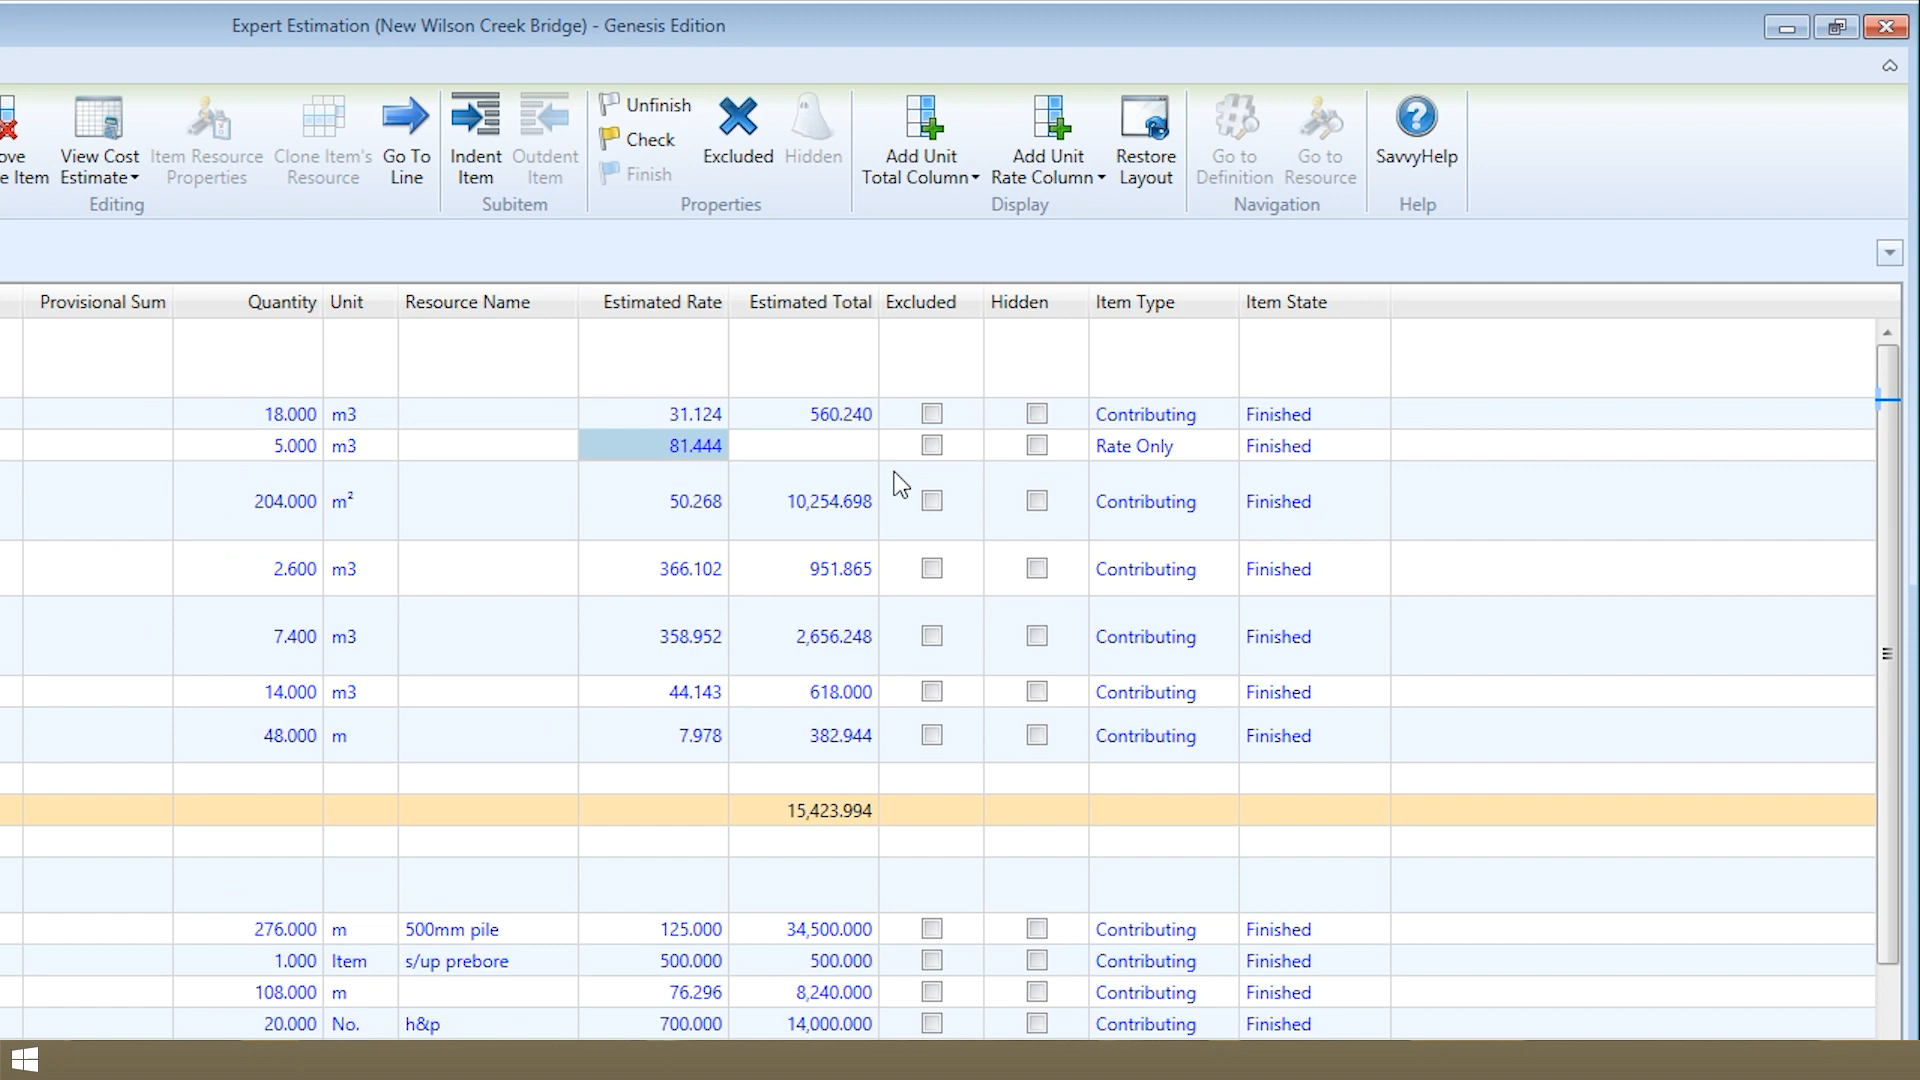 Expert Estimation (New Wilson Creek Bridge) - Genesis Edition
ove
e Item
View Cost
Estimate
Item Resource
Properties
Clone Item's
Resource
Go To
Line
Editing
Indent
Item
Outdent
Item
Subitem
Unfinish
Check
Finish
Excluded
Hidden
Properties
Add Unit
Total Column
Add Unit
Rate Column
Restore
Layout
Display
Go to
Definition
Go to
Resource
Navigation
SavvyHelp
Help
Provisional Sum Quantity Unit Resource Name Estimated Rate Estimated Total Excluded Hidden Item Type Item State
18.000 m3 31.124 560.240 Contributing Finished
5.000 m3 81.444 Rate Only Finished
204.000 m² 50.268 10,254.698 Contributing Finished
2.600 m3 366.102 951.865 Contributing Finished
7.400 m3 358.952 2,656.248 Contributing Finished
14.000 m3 44.143 618.000 Contributing Finished
48.000 m 7.978 382.944 Contributing Finished
15,423.994
276.000 m 500mm pile 125.000 34,500.000 Contributing Finished
1.000 Item s/up prebore 500.000 500.000 Contributing Finished
108.000 m 76.296 8,240.000 Contributing Finished
20.000 No. h&p 700.000 14,000.000 Contributing Finished